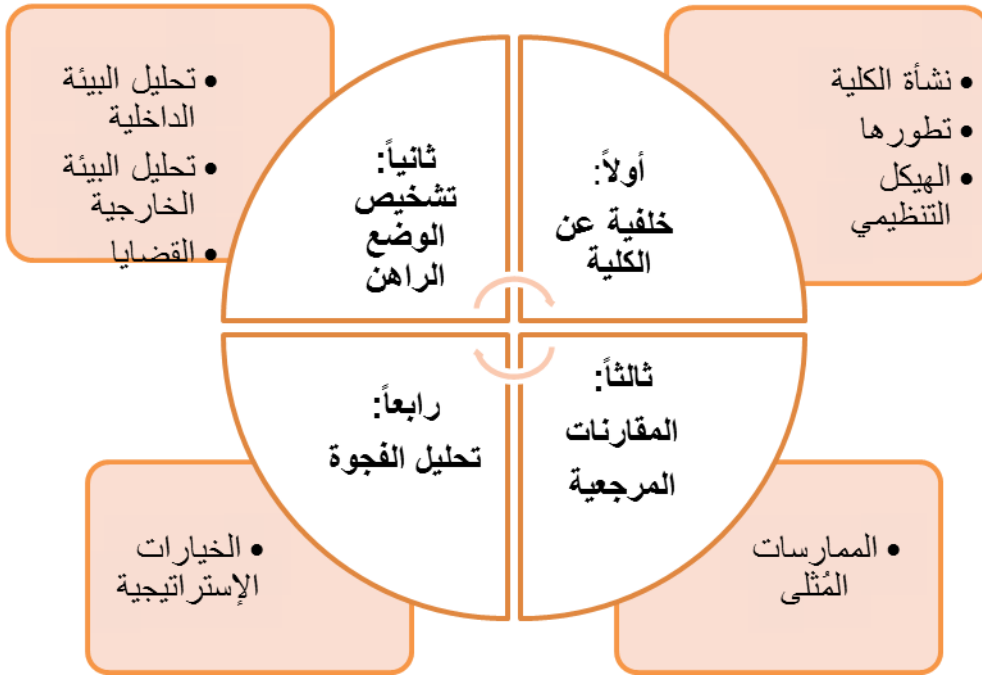 أولاً:
خلفية عن
الكلية
• نشأة الكلية
• تطورها
• الهيكل
التنظيمي
ثانياً:
تشخيص
الوضع
الراهن
• تحليل البيئة
الداخلية
• تحليل البيئة
الخارجية
• القضايا
ثالثاً:
المقارنات
المرجعية
• الممارسات
المُثلى
رابعاً:
تحليل الفجوة
• الخيارات
الإستراتيجية